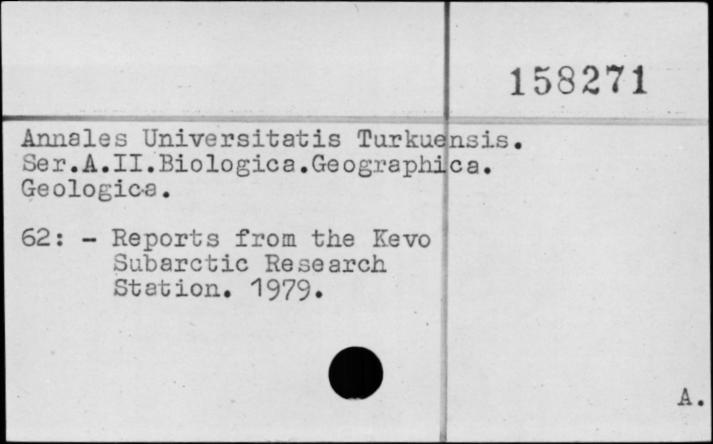 158271
Annales Universitatis Turkuensis.
Ser.A.II.Biologica.Geographica.
Geologica.
62: - Reports from the Kevo
Subarctic Research
Station. 1979.
A.